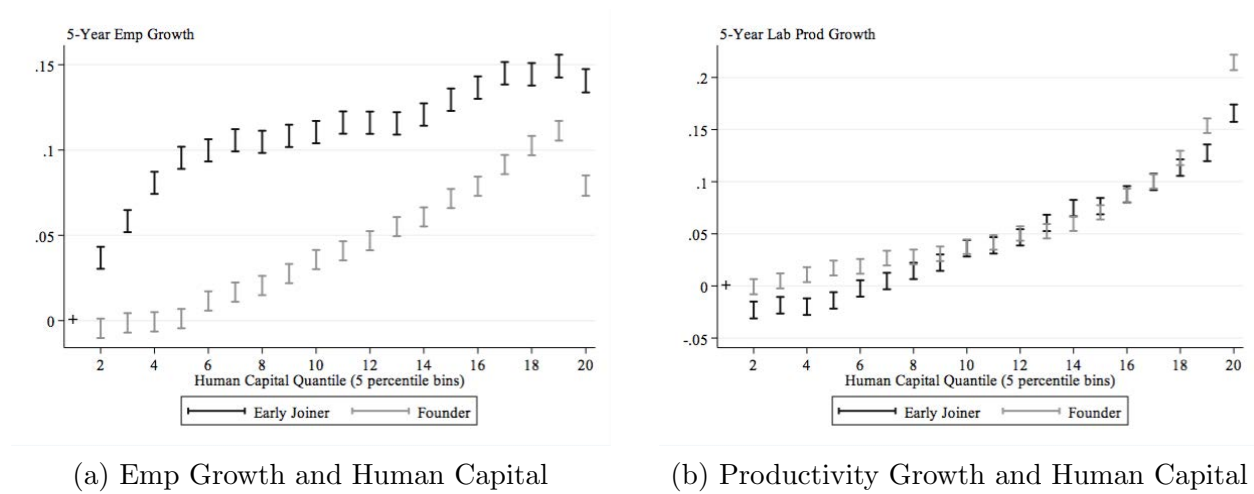 5-Year Emp Growth
.15
.1
.05
0
2 4 6 8 10 12 14 16 18 20
Human Capital Quantile (5 percentile bins)
Early Joiner Founder
(a) Emp Growth and Human Capital
5-Year Lab Prod Growth
.2
.15
.1
.05
0
-.05
2 4 6 8 10 12 14 16 18 20
Human Capital Quantile (5 percentile bins)
Early Joiner Founder
(b) Productivity Growth and Human Capital